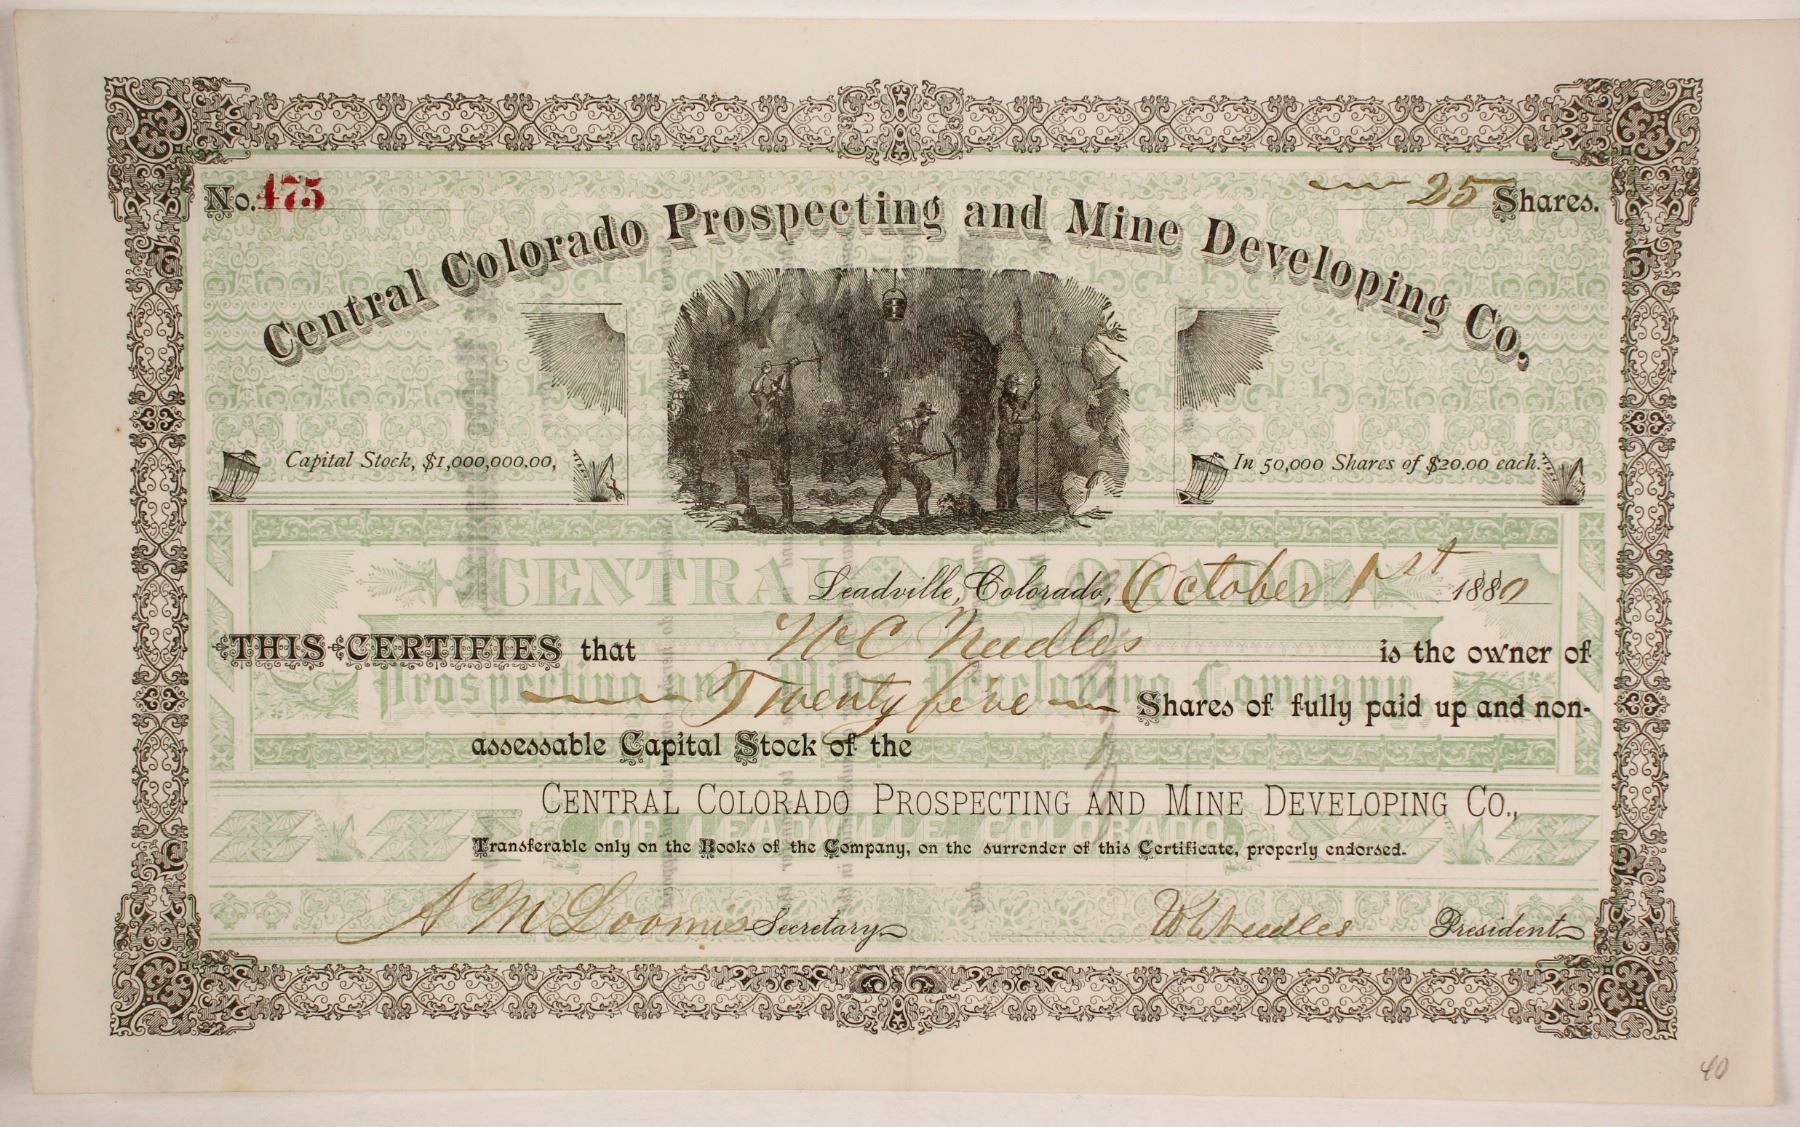 No. 475
25 Shares.
Central Colorado Prospecting and Mine Developing Co,
Capital Stock, $1,000,000.00,
In 50,000 Shares of $20.00 each.
CENTRAL COLORADO
Leadville, Colorado, October 1st 1880
THIS CERTIFIES that W C Needles is the owner of
Prospecting and Mine Developing Company
Twenty five Shares of fully paid up and non-
assessable Capital Stock of the
CENTRAL COLORADO PROSPECTING AND MINE DEVELOPING CO.,
OF LEADVILLE, COLORADO,
Transferable only on the Books of the Company, on the surrender of this Certificate, properly endorsed.
A M Loomis Secretary
W C Needles President
40